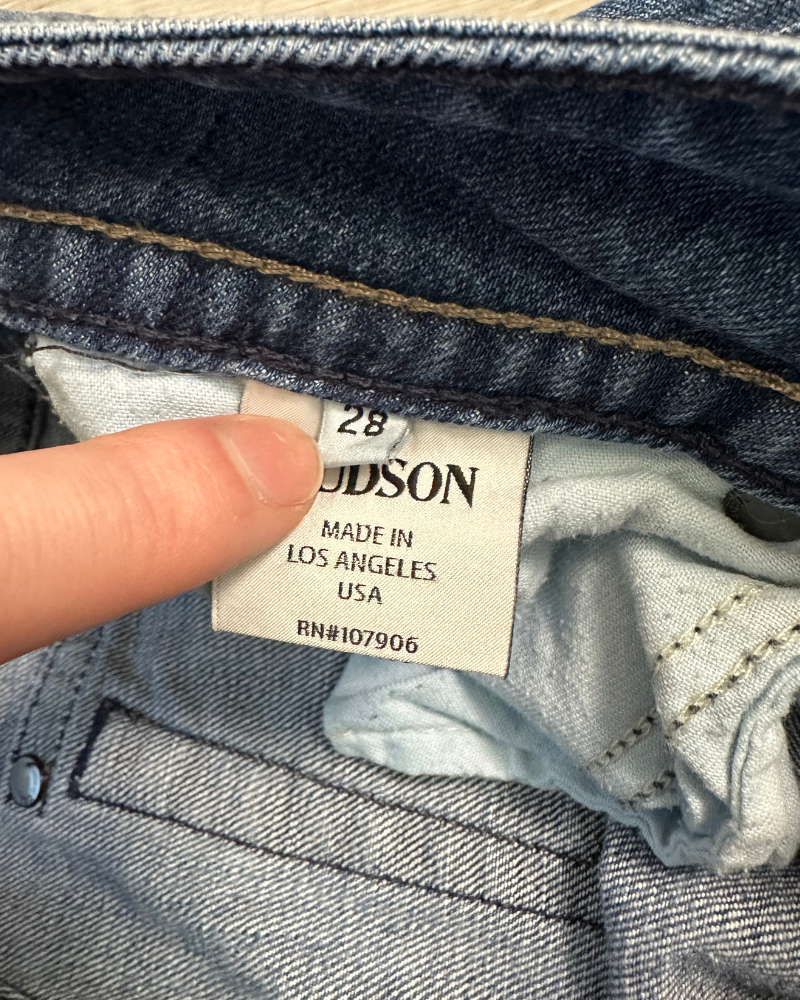 28
UDSON
MADE IN
LOS ANGELES
USA
RN#107906